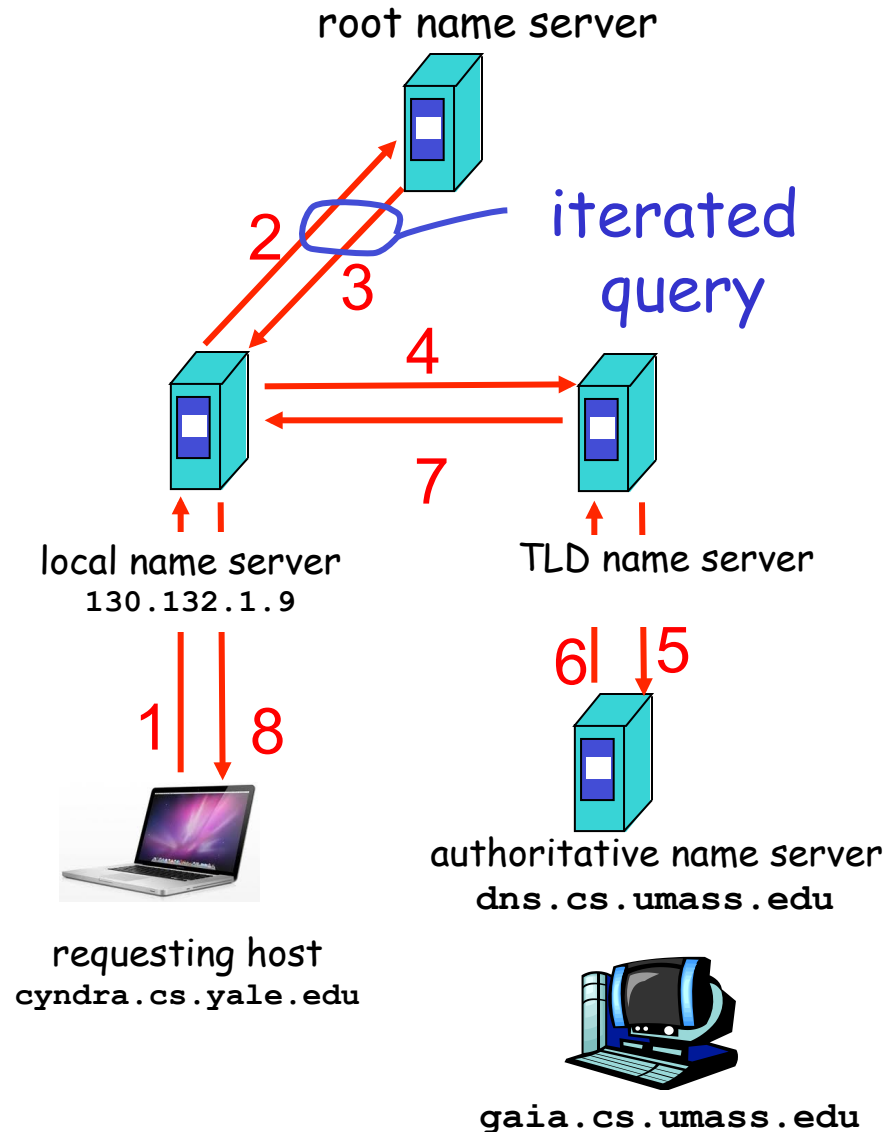 root name server
iterated
query
2
3
4
7
local name server
130.132.1.9
TLD name server
6
5
1
8
authoritative name server
dns.cs.umass.edu
requesting host
cyndra.cs.yale.edu
gaia.cs.umass.edu